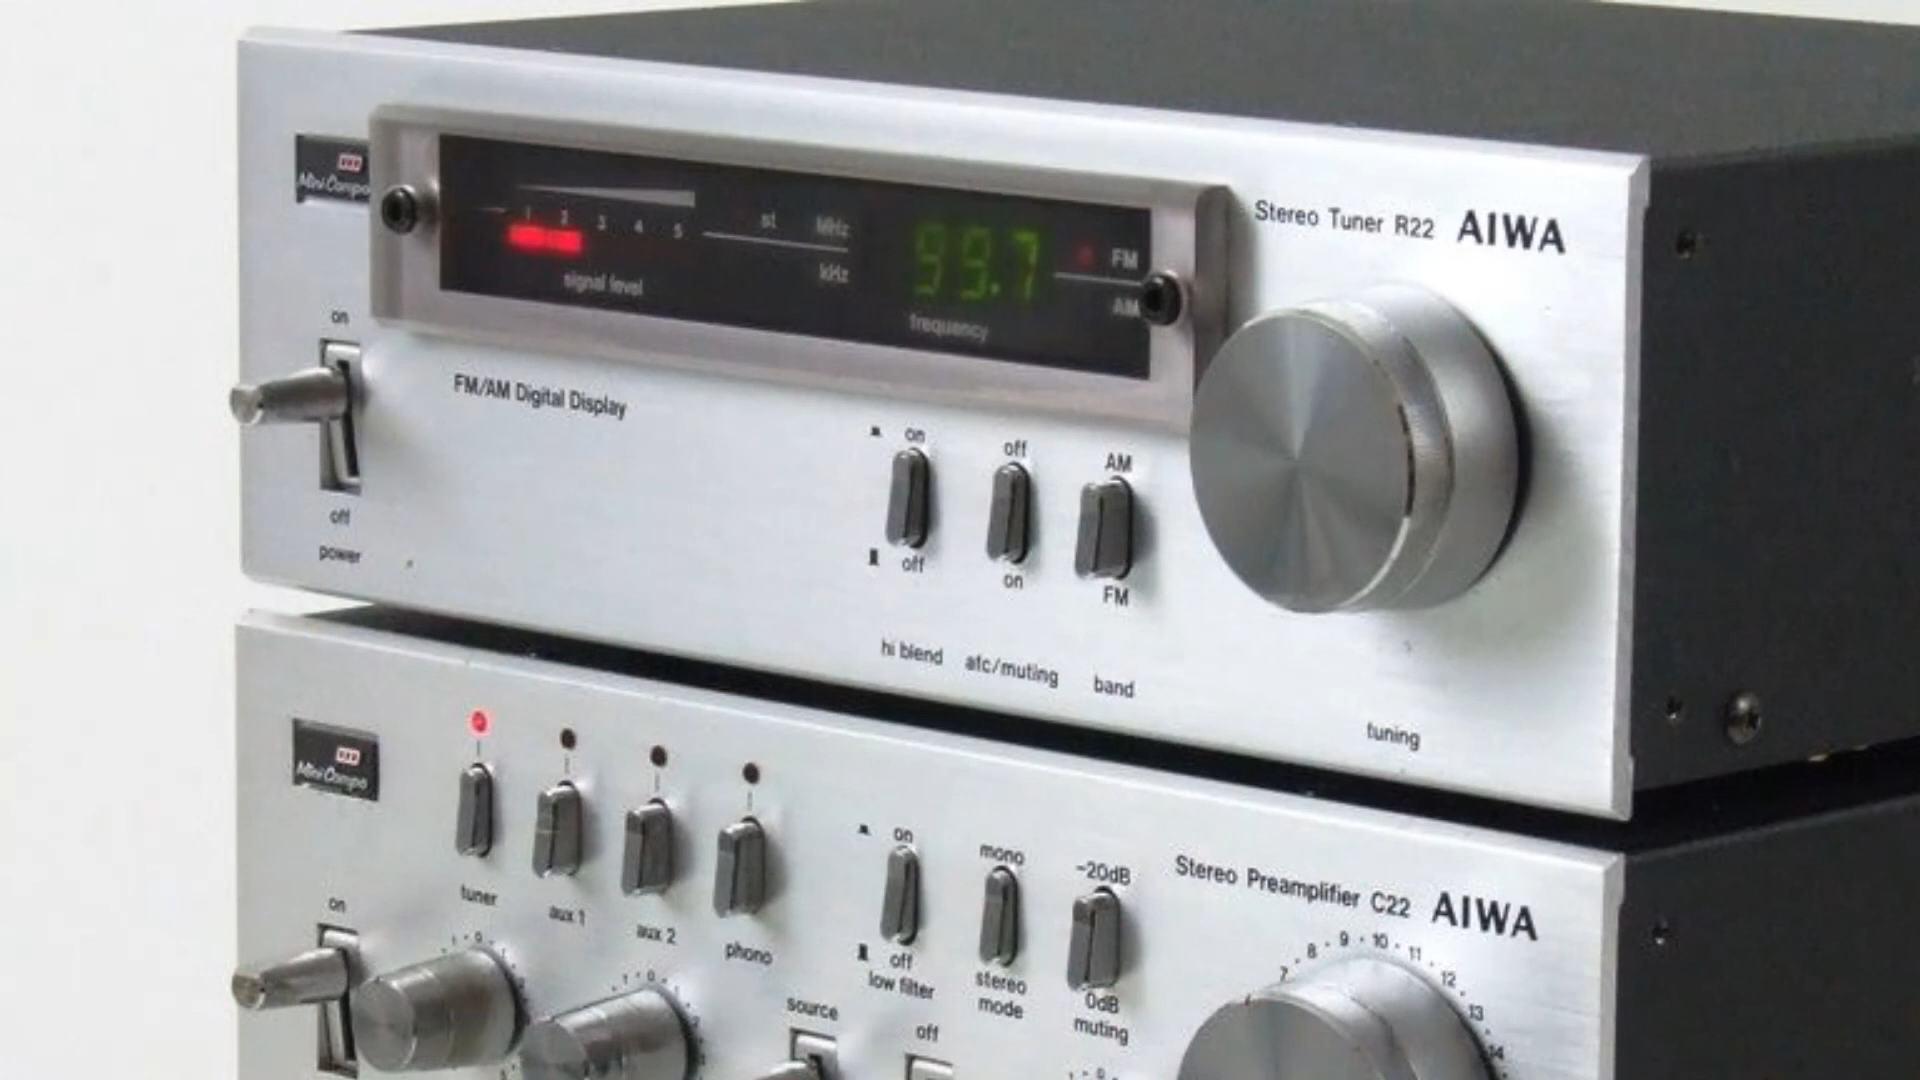 Mini Compo
1 2 3 4 5
st MHz
kHz
signal level
99.7
frequency
FM
AM
Stereo Tuner R22 AIWA
on
off
power
FM/AM Digital Display
on
off
hi blend
off
on
afc/muting
AM
FM
band
tuning
Mini Compo
tuner
aux 1
aux 2
phono
on
on
off
low filter
mono
stereo
mode
-20dB
0dB
muting
Stereo Preamplifier C22 AIWA
7 8 9 10 11 12 13 14
source
off